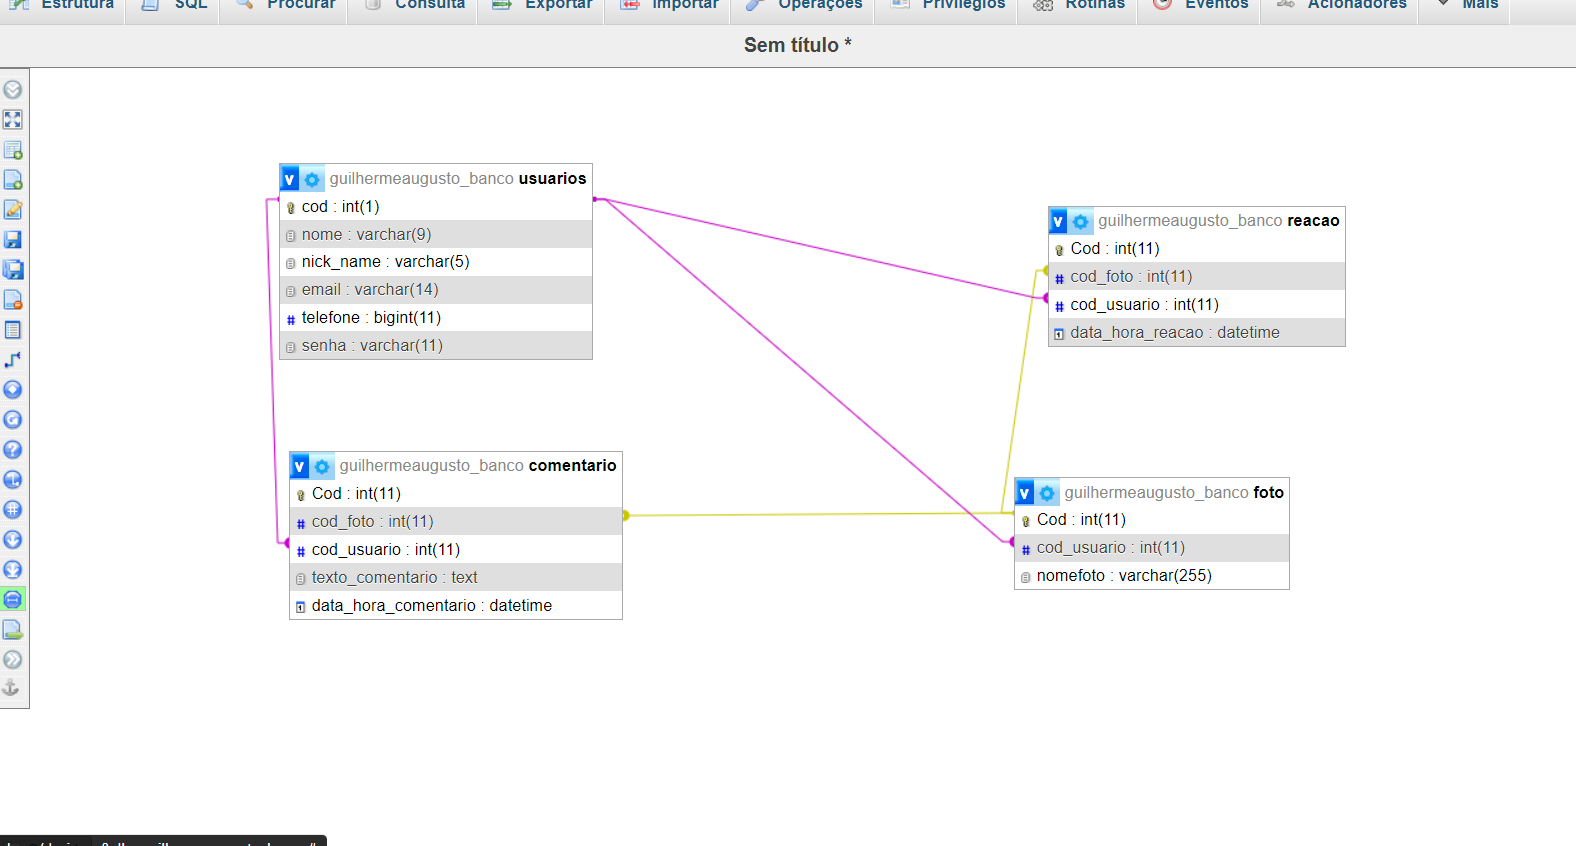 Estrutura SQL Procurar Consulta Exportar Importar Operações Privilégios Rotinas Eventos Acionadores Mais
Sem título *
v guilhermeaugusto_banco usuarios
cod : int(1)
nome : varchar(9)
nick_name : varchar(5)
email : varchar(14)
# telefone : bigint(11)
senha : varchar(11)
v guilhermeaugusto_banco reacao
Cod : int(11)
# cod_foto : int(11)
# cod_usuario : int(11)
data_hora_reacao : datetime
v guilhermeaugusto_banco comentario
Cod : int(11)
# cod_foto : int(11)
# cod_usuario : int(11)
texto_comentario : text
data_hora_comentario : datetime
v guilhermeaugusto_banco foto
Cod : int(11)
# cod_usuario : int(11)
nomefoto : varchar(255)